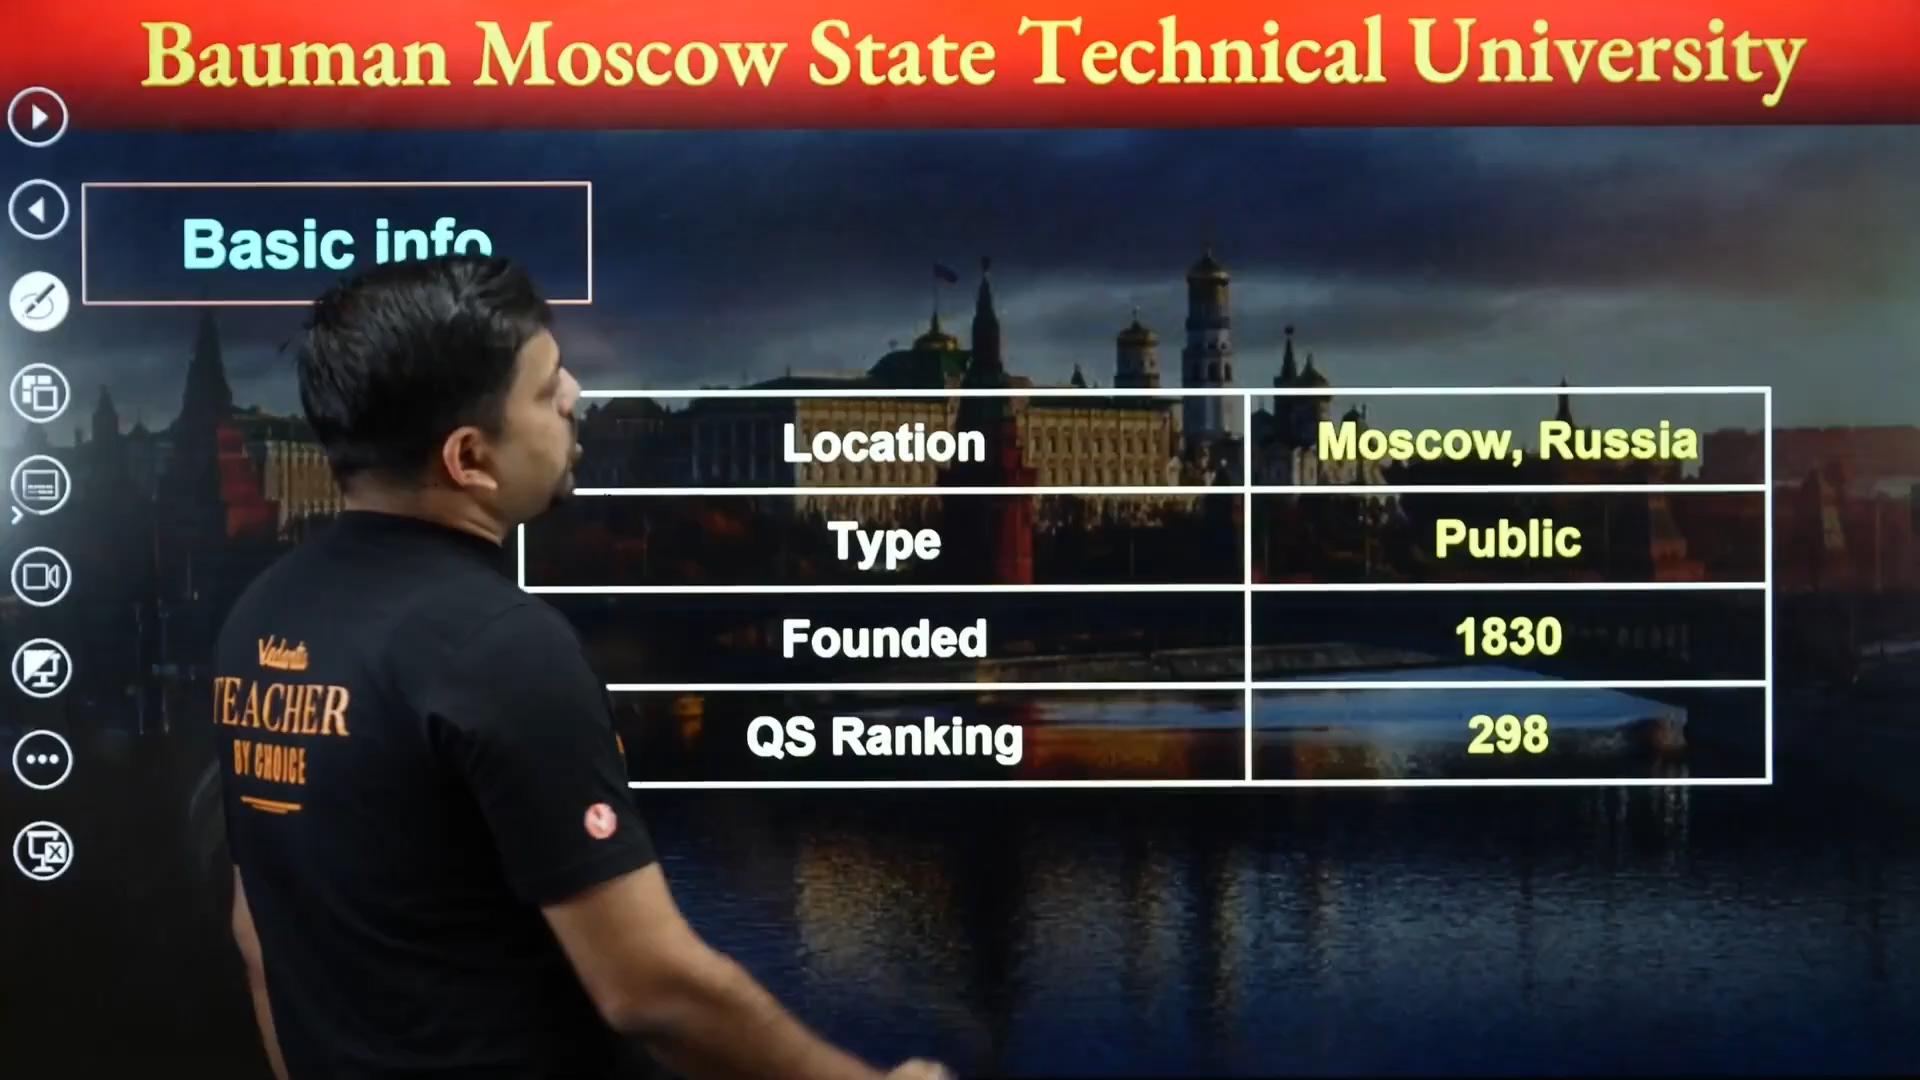 Bauman Moscow State Technical University
Basic info
Location Moscow, Russia
Type Public
Founded 1830
QS Ranking 298
Vedantu
TEACHER
BY CHOICE